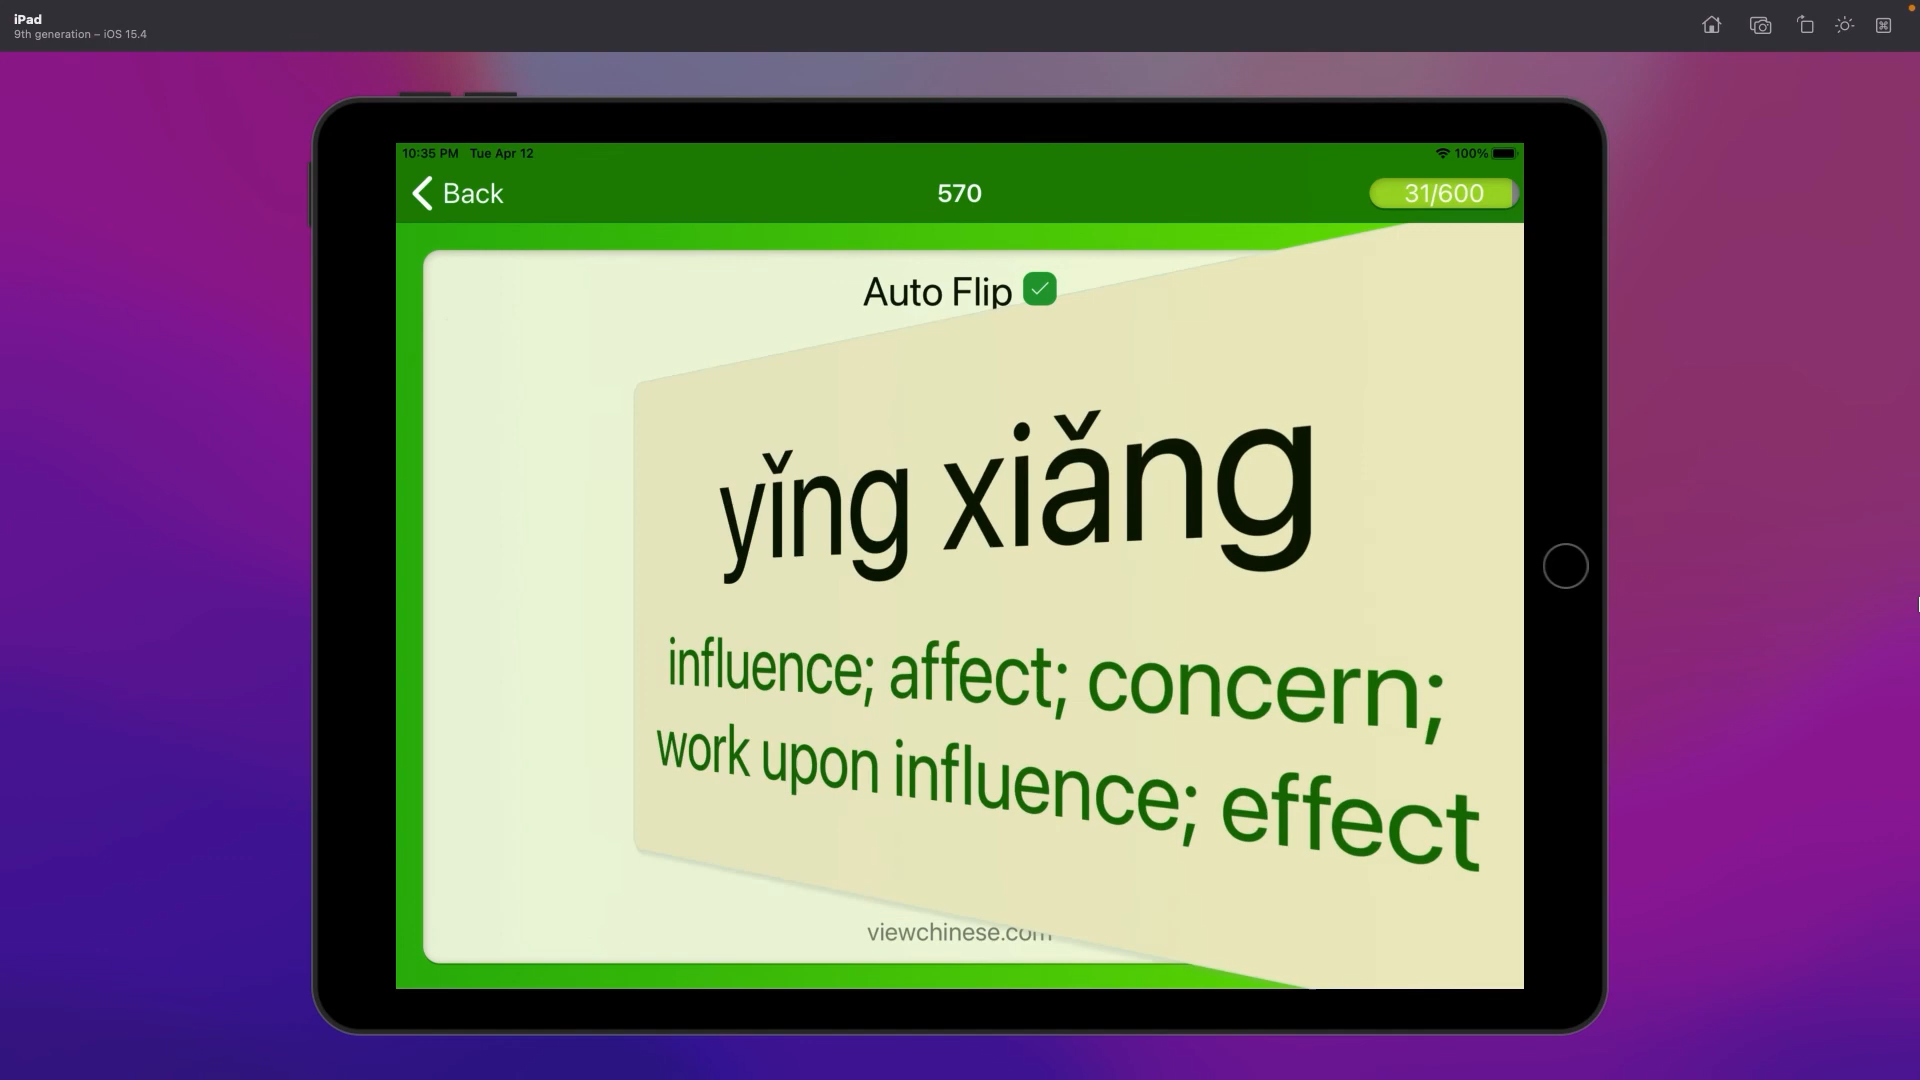 iPad
9th generation – iOS 15.4
10:35 PM Tue Apr 12
100%
Back
570
31/600
Auto Flip
yǐng xiǎng
influence; affect; concern;
work upon influence; effect
viewchinese.com